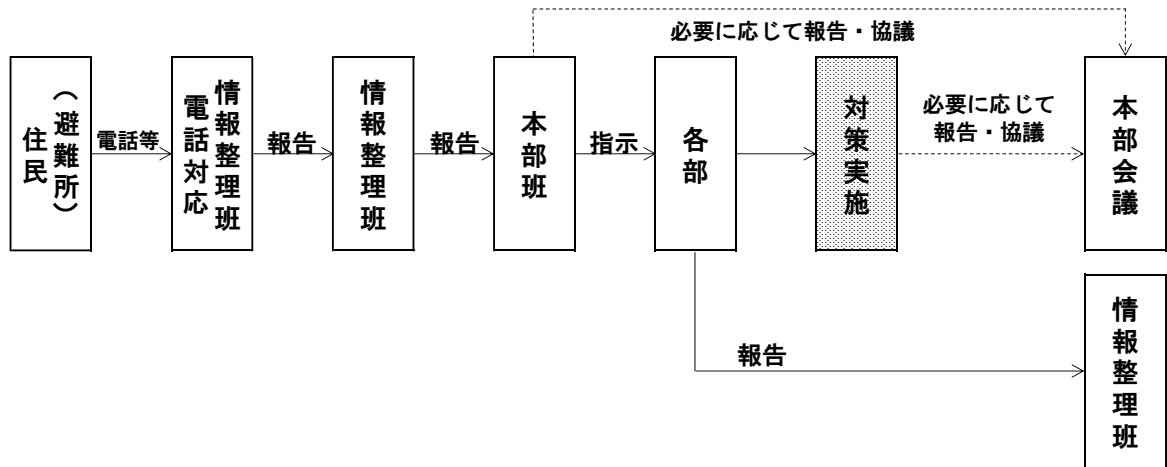 必要に応じて報告・協議
住民
（避難所）
電話等
情報整理班
電話対応
報告
情報整理班
報告
本部班
指示
各部
対策実施
必要に応じて
報告・協議
本部会議
報告
情報整理班